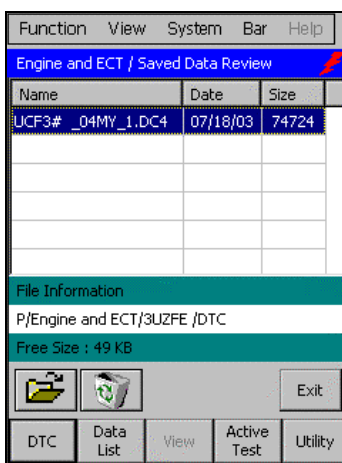 Function View System Bar Help
Engine and ECT / Saved Data Review
Name Date Size
UCF3# _04MY_1.DC4 07/18/03 74724
File Information
P/Engine and ECT/3UZFE /DTC
Free Size : 49 KB
Exit
DTC Data List View Active Test Utility